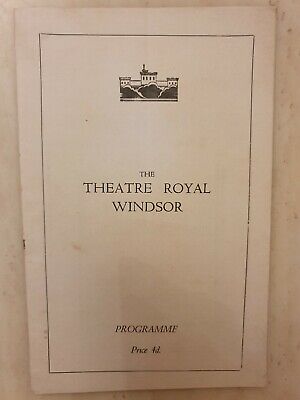 THE
THEATRE ROYAL
WINDSOR
PROGRAMME
Price 4d.